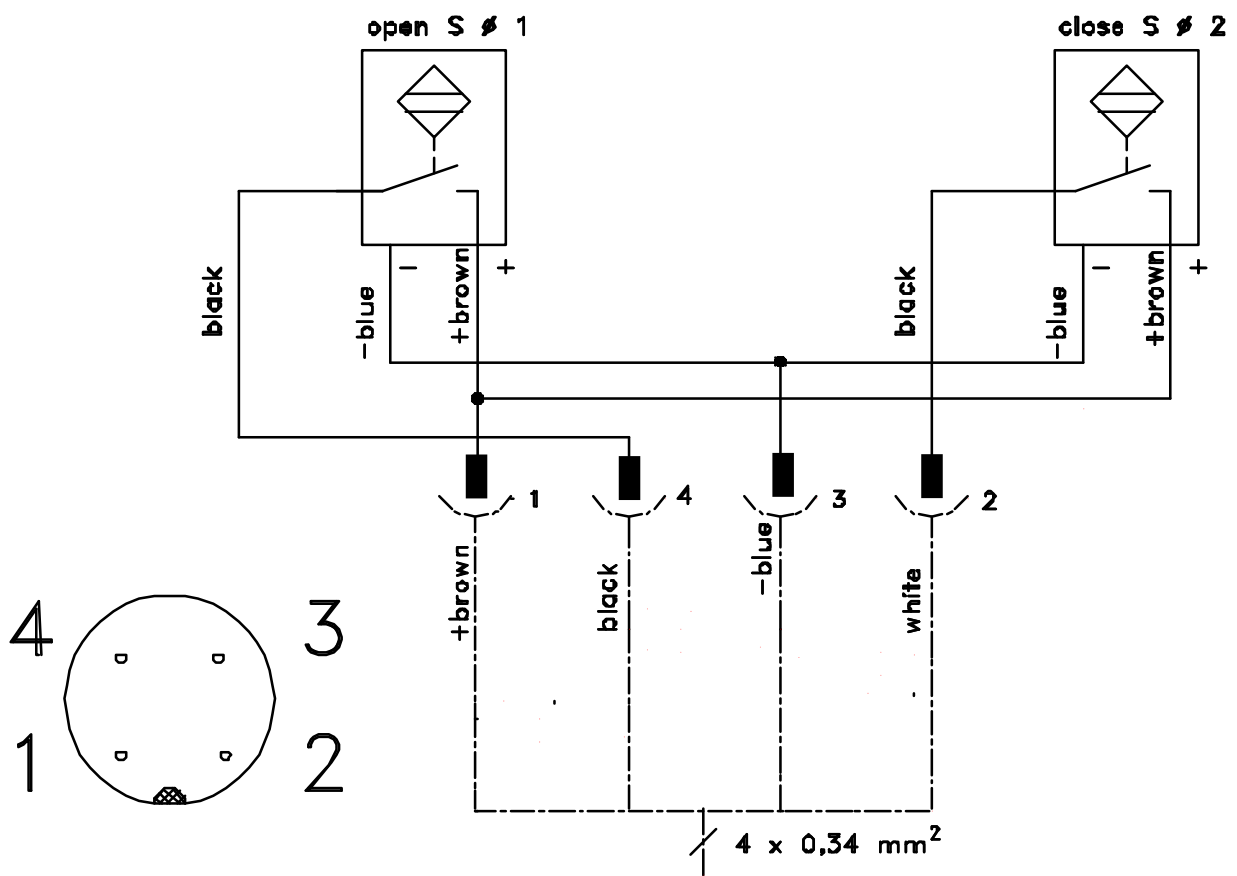 open S ø 1
close S ø 2
black
-blue
- 
+brown
+
black
-blue
-
+brown
+
1
4
3
2
+brown
black
-blue
white
4
3
1
2
4 x 0,34 mm²